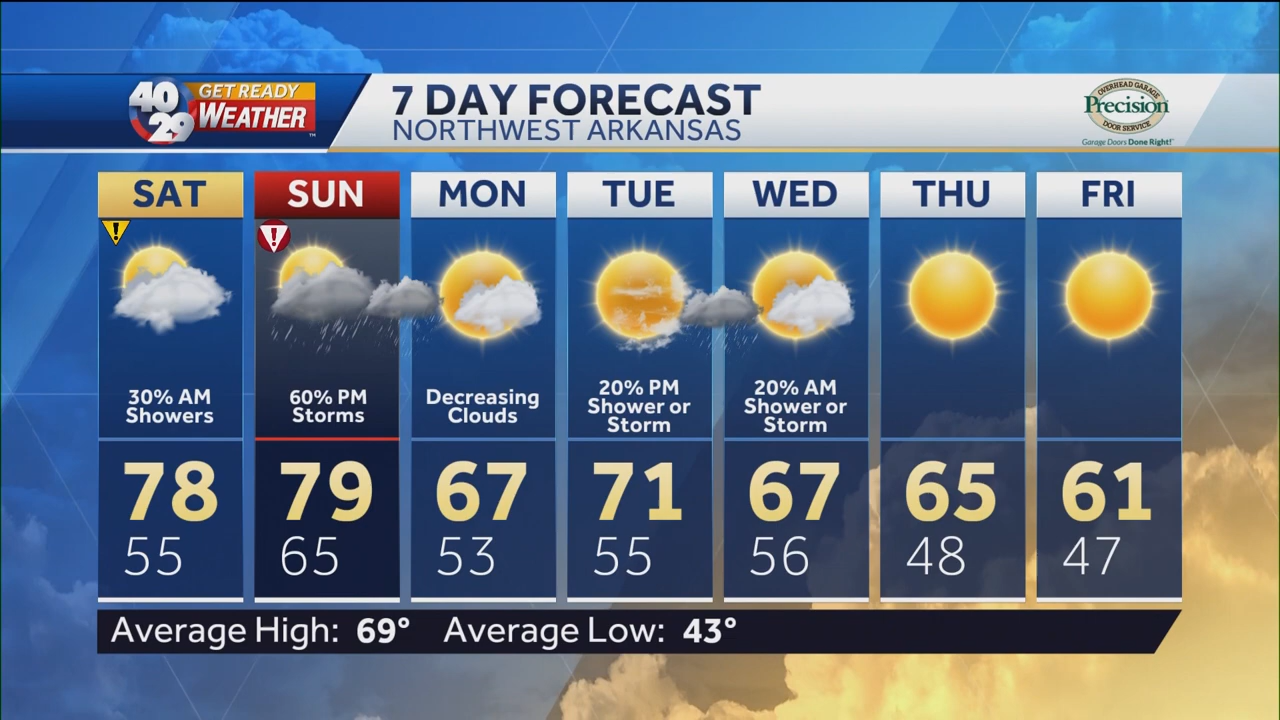 40
29
GET READY
WEATHER
™
7 DAY FORECAST
NORTHWEST ARKANSAS
OVERHEAD GARAGE
Precision
DOOR SERVICE
Garage Doors Done Right!
SAT
SUN
MON
TUE
WED
THU
FRI
!
!
30% AM
Showers
60% PM
Storms
Decreasing
Clouds
20% PM
Shower or
Storm
20% AM
Shower or
Storm
78
79
67
71
67
65
61
55
65
53
55
56
48
47
Average High: 69° Average Low: 43°